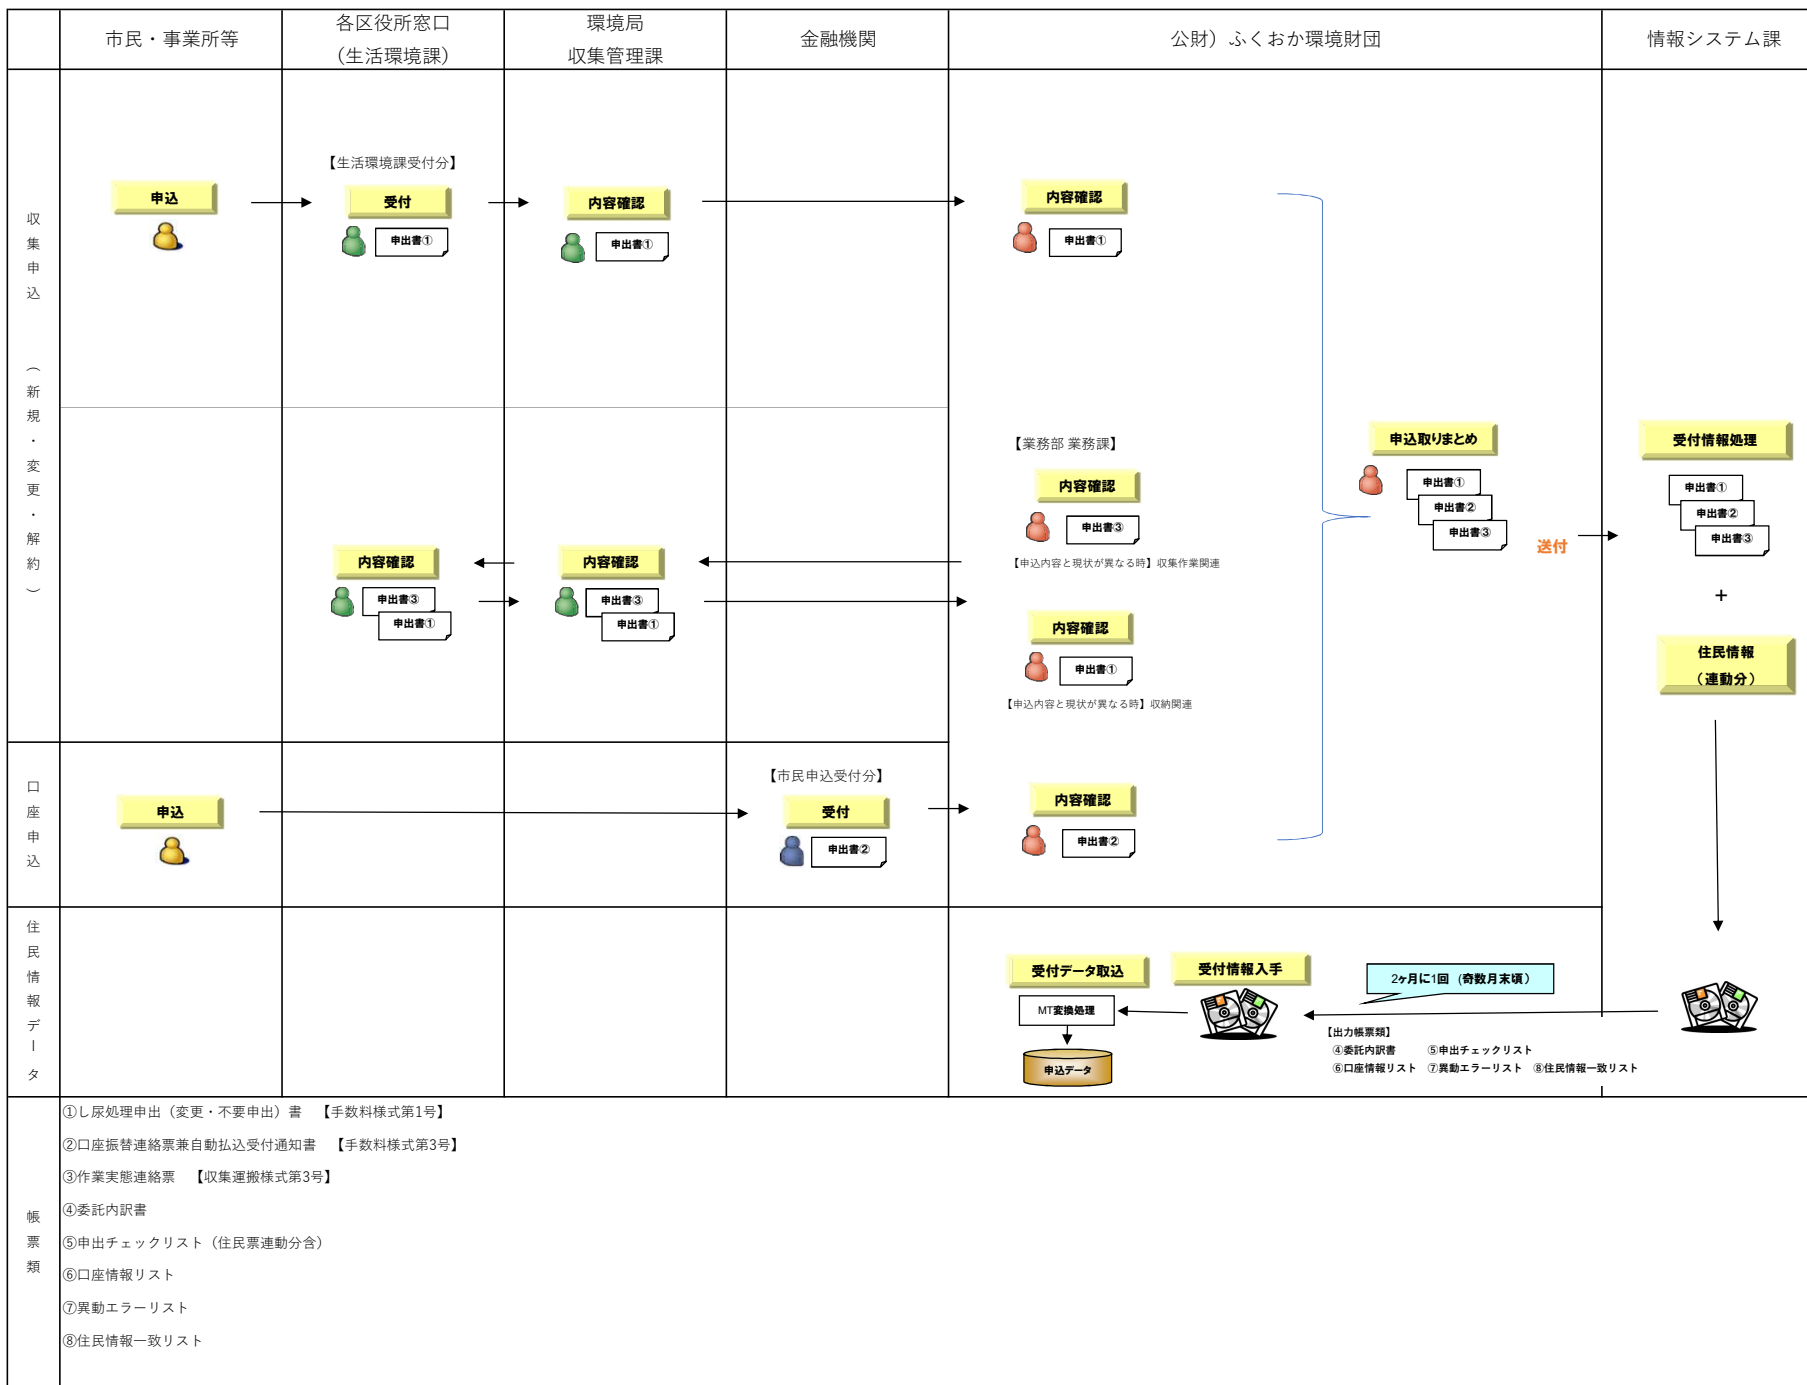 市民・事業所等
各区役所窓口
（生活環境課）
環境局
収集管理課
金融機関
公財）ふくおか環境財団
情報システム課
収集申込　（新規・変更・解約）
【生活環境課受付分】
申込
受付
申出書①
内容確認
申出書①
内容確認
申出書①
【業務部 業務課】
内容確認
申出書③
【申込内容と現状が異なる時】収集作業関連
内容確認
申出書③
申出書①
内容確認
申出書③
申出書①
内容確認
申出書①
【申込内容と現状が異なる時】収納関連
申込取りまとめ
申出書①
申出書②
申出書③
送付
受付情報処理
申出書①
申出書②
申出書③
+
住民情報
（連動分）
口座申込
申込
【市民申込受付分】
受付
申出書②
内容確認
申出書②
住民情報データ
受付データ取込
MT変換処理
申込データ
受付情報入手
2ヶ月に1回（奇数月末頃）
【出力帳票類】
④委託内訳書　⑤申出チェックリスト
⑥口座情報リスト　⑦異動エラーリスト　⑧住民情報一致リスト
帳票類
①し尿処理申出（変更・不要申出）書　【手数料様式第1号】
②口座振替連絡票兼自動払込受付通知書　【手数料様式第3号】
③作業実態連絡票　【収集運搬様式第3号】
④委託内訳書
⑤申出チェックリスト（住民票連動分含）
⑥口座情報リスト
⑦異動エラーリスト
⑧住民情報一致リスト